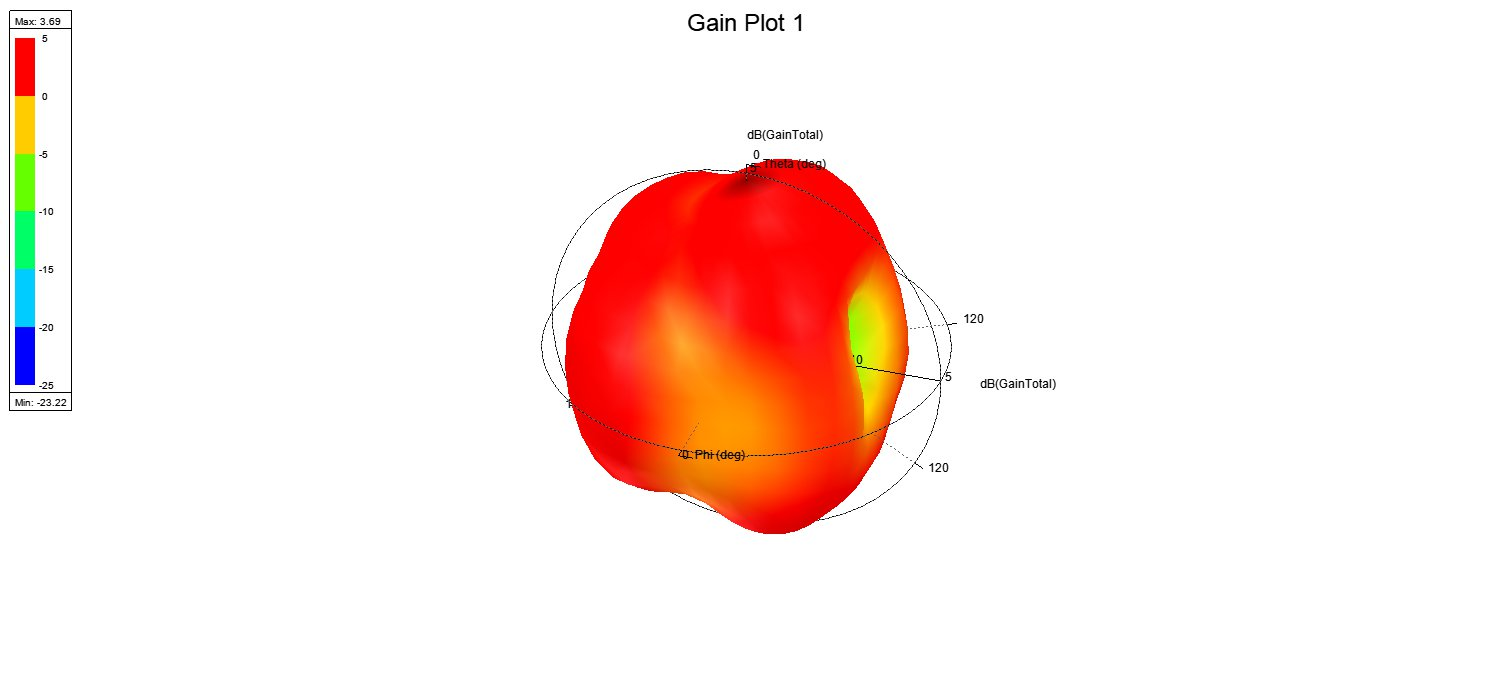 Gain Plot 1
Max: 3.69
5
0
-5
-10
-15
-20
-25
Min: -23.22
dB(GainTotal)
0
Theta (deg)
120
0
5
dB(GainTotal)
0 Phi (deg)
120